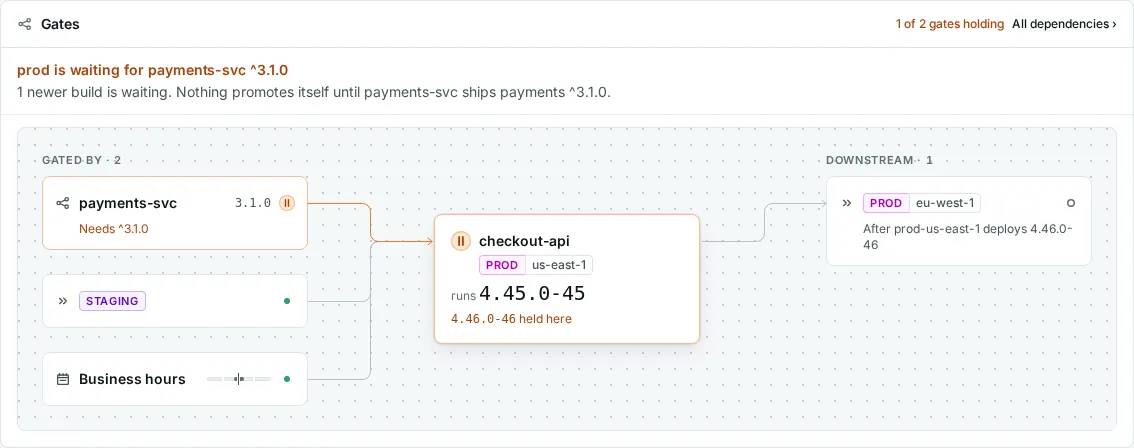 Gates
1 of 2 gates holding
All dependencies ›
prod is waiting for payments-svc ^3.1.0
1 newer build is waiting. Nothing promotes itself until payments-svc ships payments ^3.1.0.
GATED BY · 2
payments-svc
3.1.0
Needs ^3.1.0
STAGING
Business hours
checkout-api
PROD us-east-1
runs 4.45.0-45
4.46.0-46 held here
DOWNSTREAM · 1
PROD eu-west-1
After prod-us-east-1 deploys 4.46.0-
46